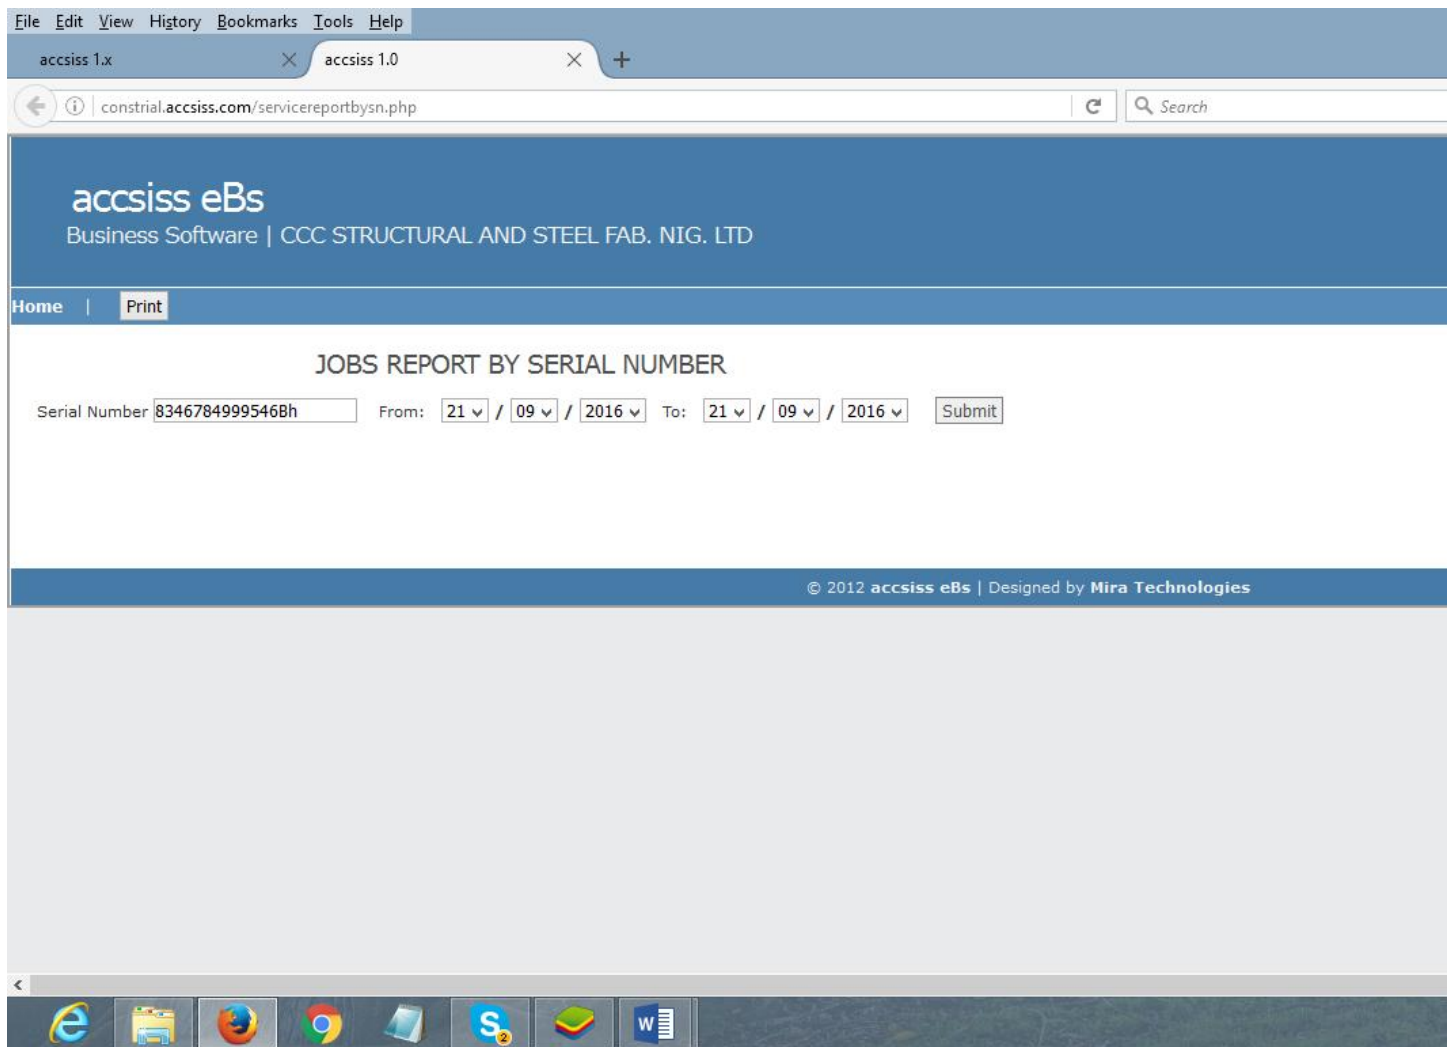 File Edit View History Bookmarks Tools Help
accsiss 1.x accsiss 1.0
constrial.accsiss.com/servicereportbysn.php Search
accsiss eBs
Business Software | CCC STRUCTURAL AND STEEL FAB. NIG. LTD
Home | Print
JOBS REPORT BY SERIAL NUMBER
Serial Number 8346784999546Bh From: 21 / 09 / 2016 To: 21 / 09 / 2016 Submit
© 2012 accsiss eBs | Designed by Mira Technologies
S 2 W